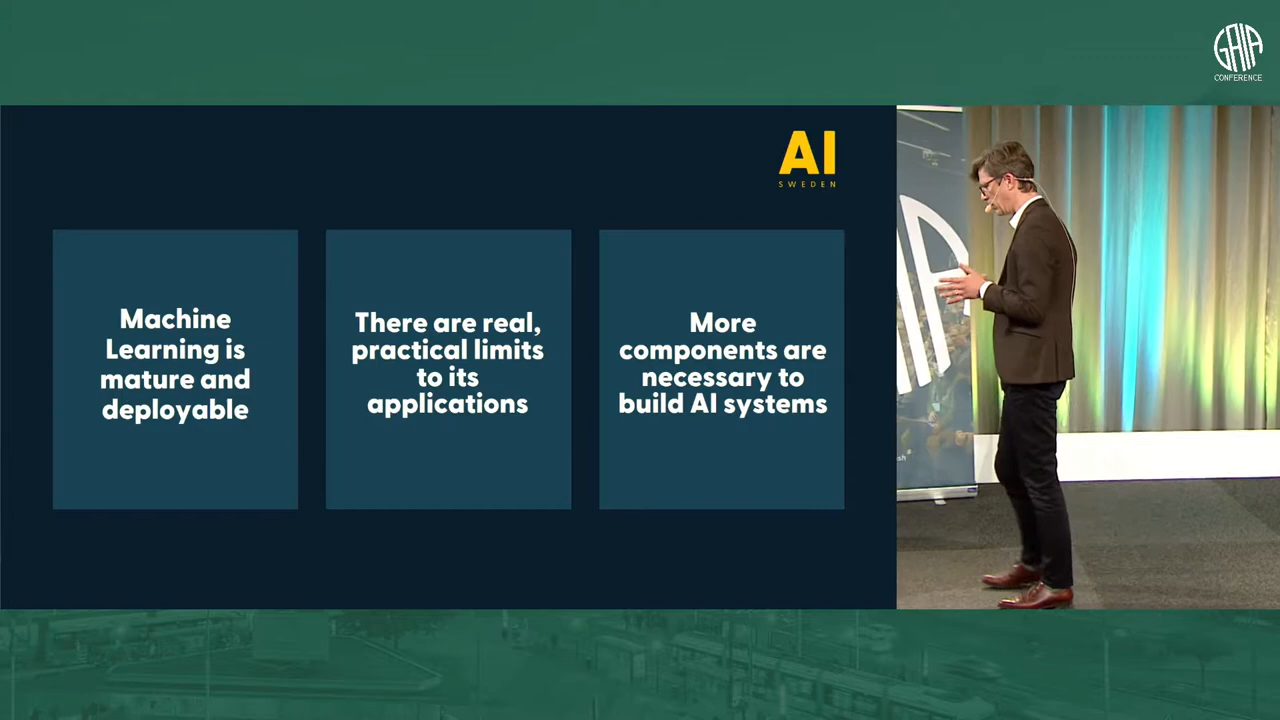 GAIA
CONFERENCE
AI
SWEDEN
Machine
Learning is
mature and
deployable
There are real,
practical limits
to its
applications
More
components are
necessary to
build AI systems